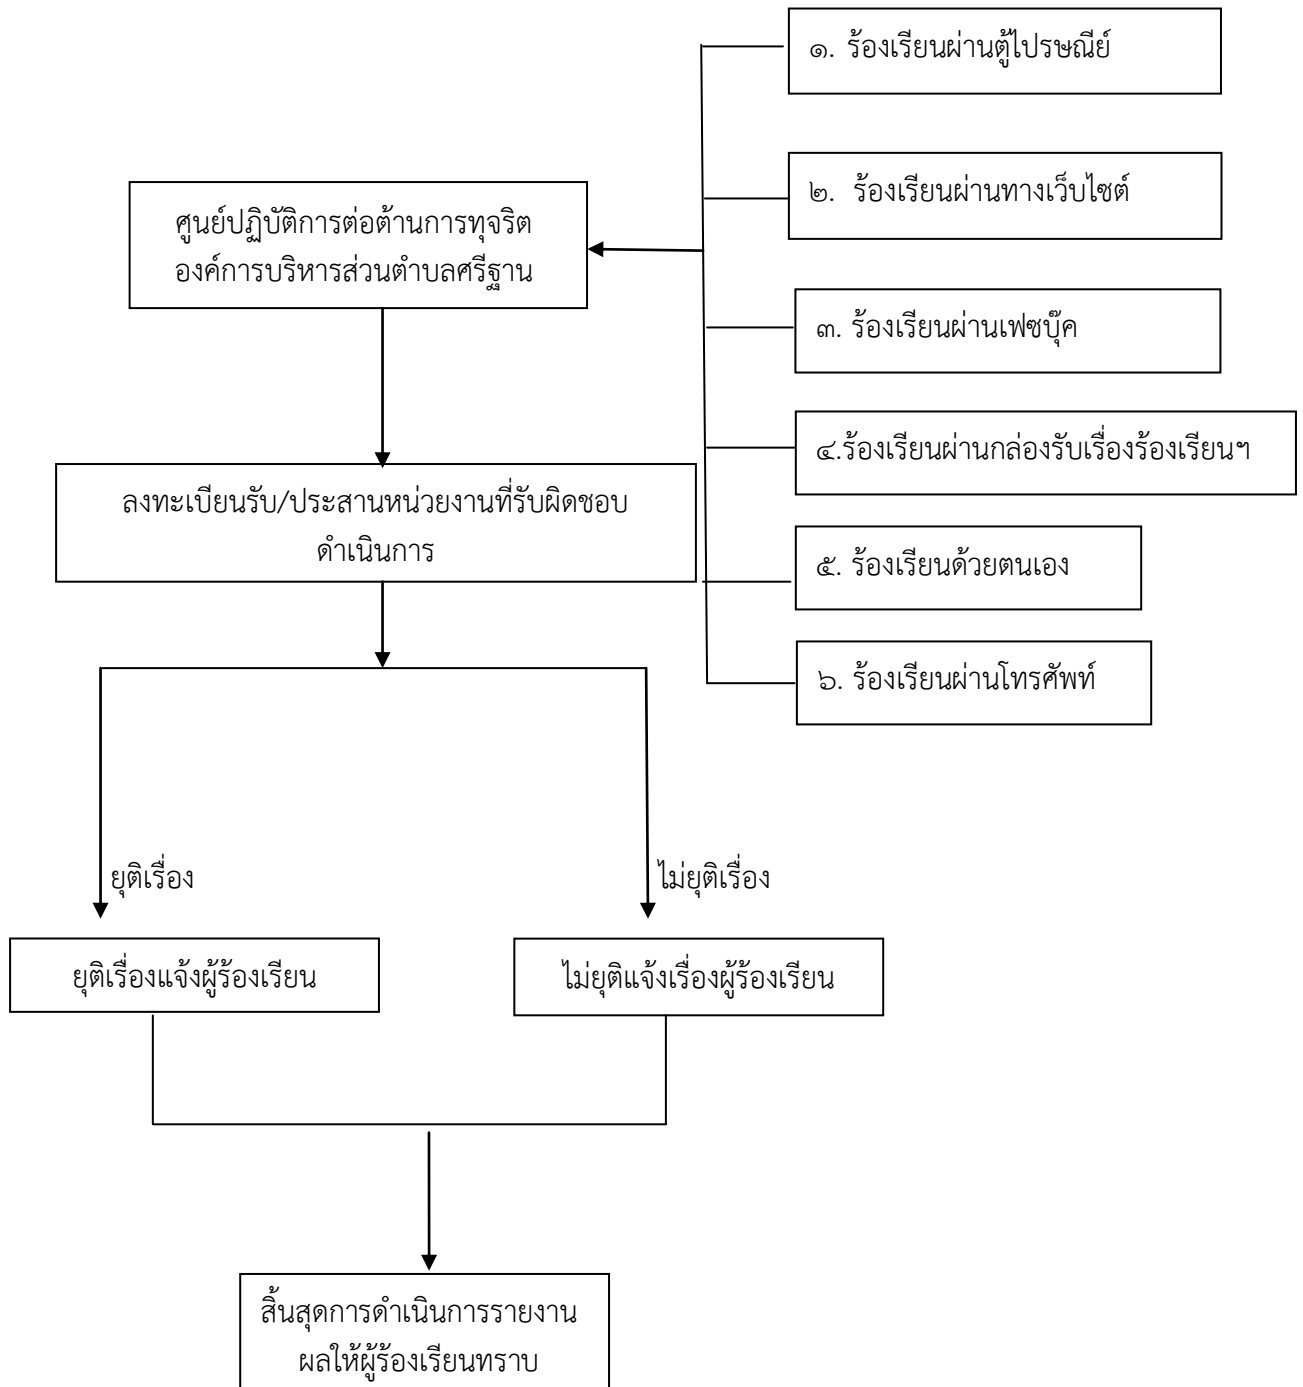 ๑. ร้องเรียนผ่านตู้ไปรษณีย์
๒. ร้องเรียนผ่านทางเว็บไซต์
ศูนย์ปฏิบัติการต่อต้านการทุจริต
องค์การบริหารส่วนตำบลศรีฐาน
๓. ร้องเรียนผ่านเฟซบุ๊ค
๔.ร้องเรียนผ่านกล่องรับเรื่องร้องเรียนฯ
ลงทะเบียนรับ/ประสานหน่วยงานที่รับผิดชอบ
ดำเนินการ
๕. ร้องเรียนด้วยตนเอง
๖. ร้องเรียนผ่านโทรศัพท์
ยุติเรื่อง
ไม่ยุติเรื่อง
ยุติเรื่องแจ้งผู้ร้องเรียน
ไม่ยุติแจ้งเรื่องผู้ร้องเรียน
สิ้นสุดการดำเนินการรายงาน
ผลให้ผู้ร้องเรียนทราบ